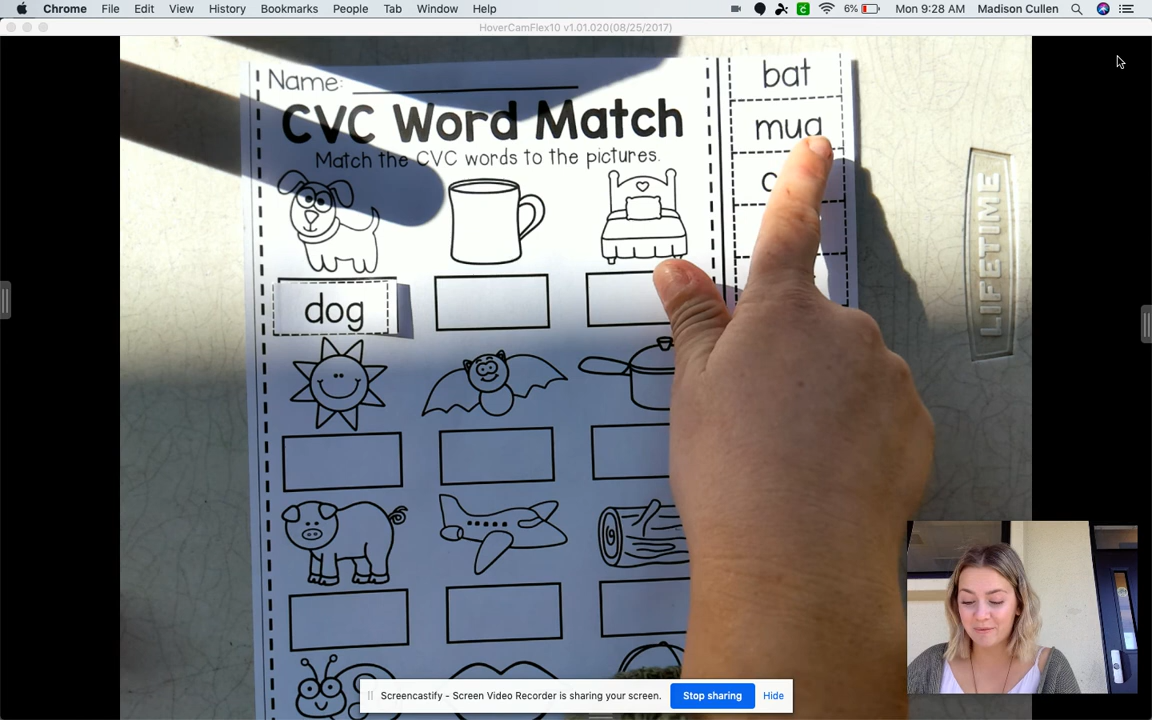 Chrome File Edit View History Bookmarks People Tab Window Help 6% Mon 9:28 AM Madison Cullen
HoverCamFlex10 v1.01.020(08/25/2017)
Name:
CVC Word Match
Match the CVC words to the pictures.
bat
mug
dog
LIFETIME
Screencastify - Screen Video Recorder is sharing your screen. Stop sharing Hide